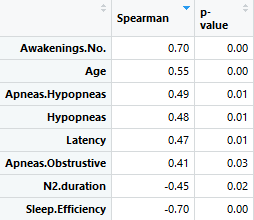 Spearman p-value
Awakenings.No. 0.70 0.00
Age 0.55 0.00
Apneas.Hypopneas 0.49 0.01
Hypopneas 0.48 0.01
Latency 0.47 0.01
Apneas.Obstrustive 0.41 0.03
N2.duration -0.45 0.02
Sleep.Efficiency -0.70 0.00